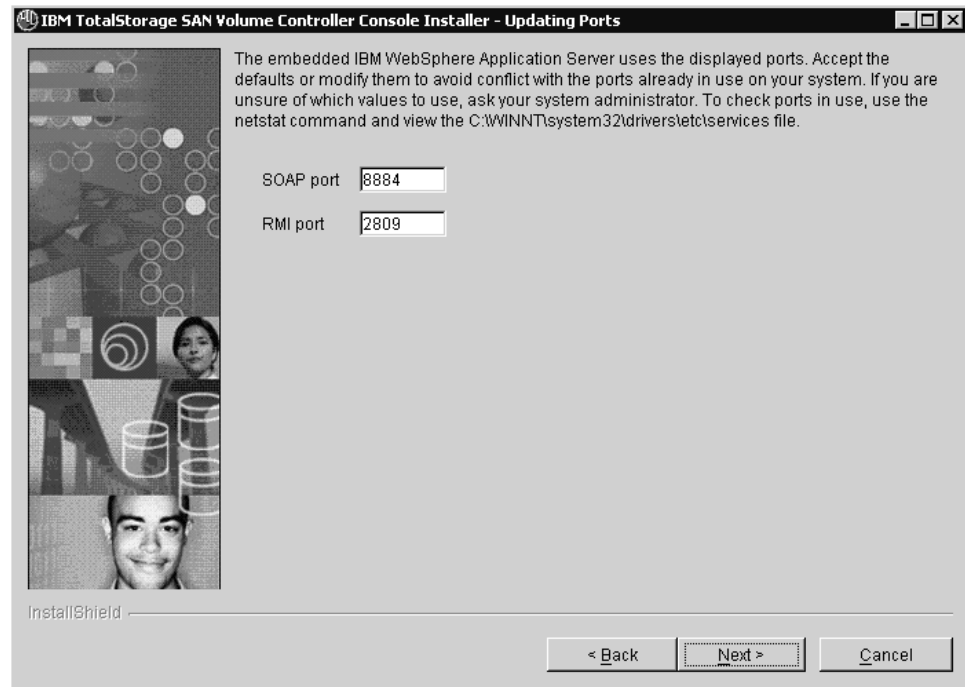 IBM TotalStorage SAN Volume Controller Console Installer - Updating Ports
The embedded IBM WebSphere Application Server uses the displayed ports. Accept the
defaults or modify them to avoid conflict with the ports already in use on your system. If you are
unsure of which values to use, ask your system administrator. To check ports in use, use the
netstat command and view the C:\WINNT\system32\drivers\etc\services file.
SOAP port 8884
RMI port 2809
InstallShield
< Back Next > Cancel